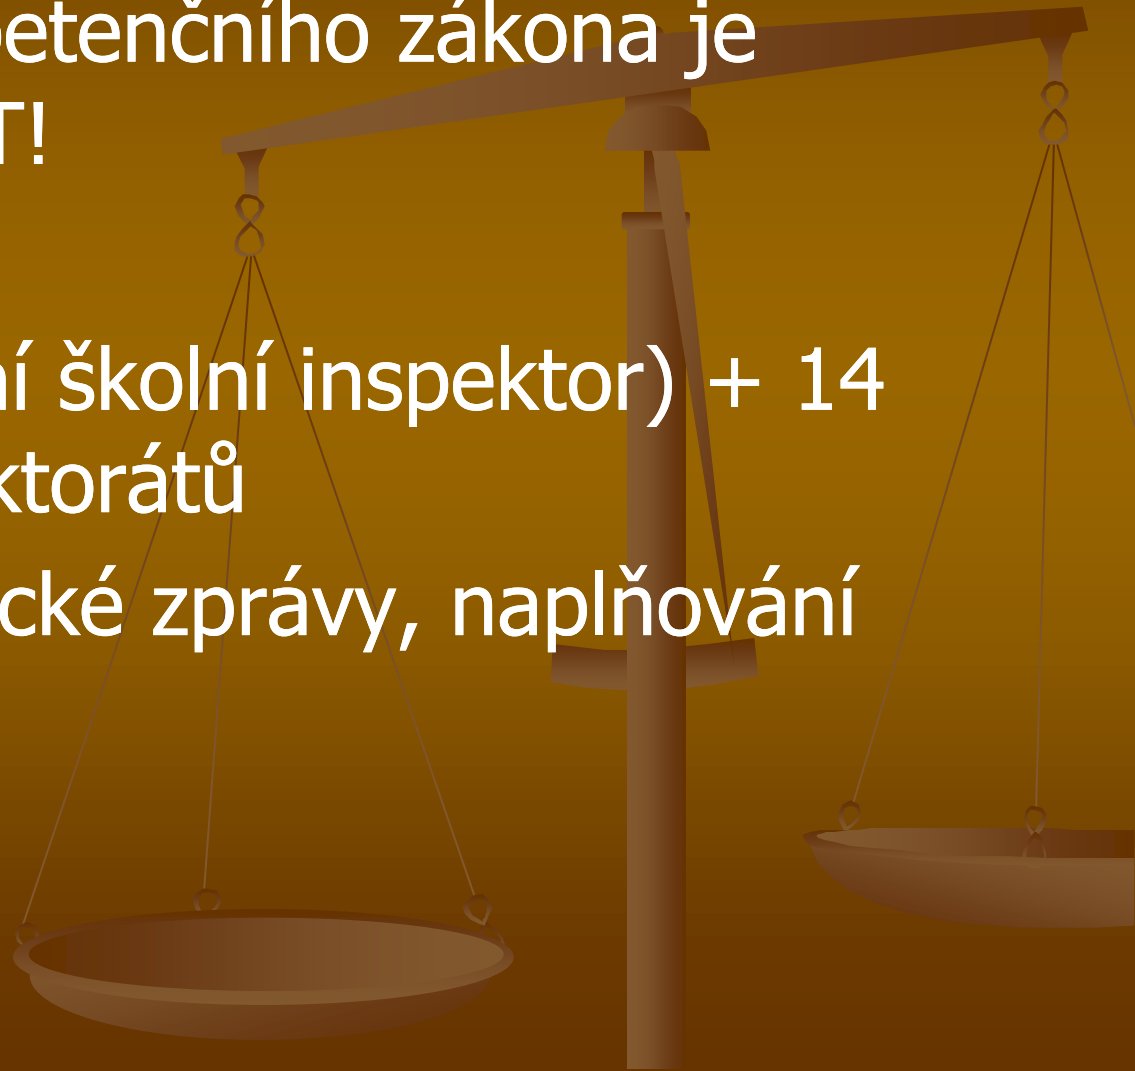 petenčního zákona je
T!
ní školní inspektor) + 14
ktorátů
cké zprávy, naplňování